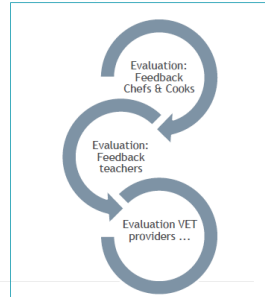 Evaluation:
Feedback
Chefs & Cooks
Evaluation:
Feedback
teachers
Evaluation VET
providers ...